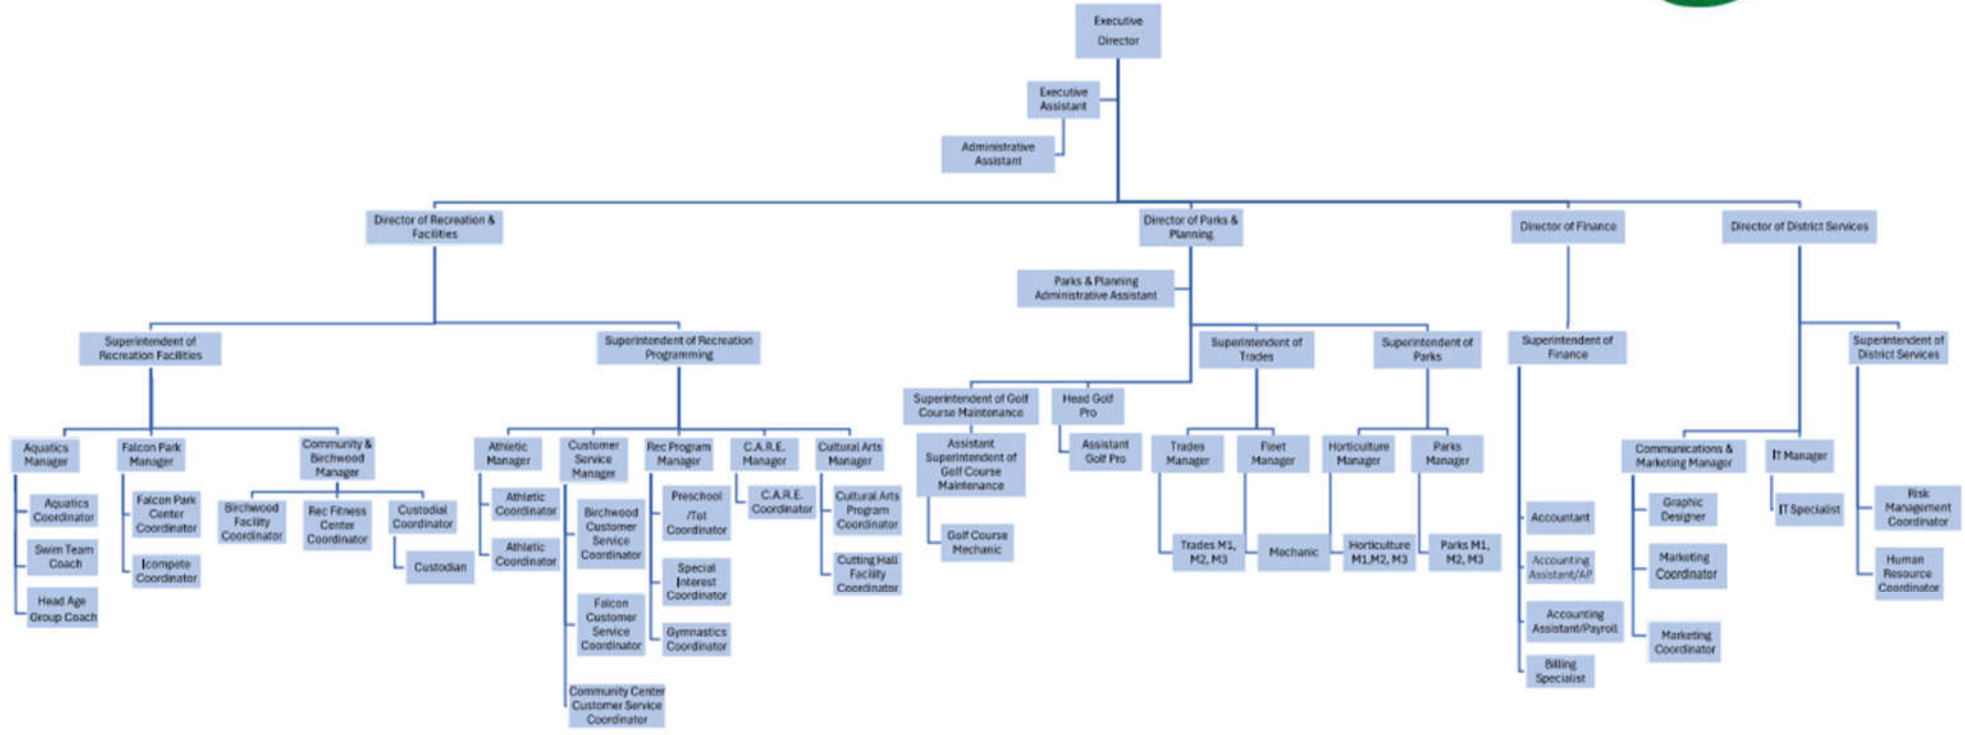 Executive
Director
Executive
Assistant
Administrative
Assistant
Director of Recreation &
Facilities
Director of Parks &
Planning
Director of Finance
Director of District Services
Parks & Planning
Administrative Assistant
Superintendent of
Recreation Facilities
Superintendent of Recreation
Programming
Superintendent of
Trades
Superintendent of
Parks
Superintendent of
Finance
Superintendent of
District Services
Superintendent of Golf
Course Maintenance
Head Golf
Pro
Aquatics
Manager
Falcon Park
Manager
Community &
Birchwood
Manager
Athletic
Manager
Customer
Service
Manager
Rec Program
Manager
C.A.R.E.
Manager
Cultural Arts
Manager
Assistant
Superintendent of
Golf Course
Maintenance
Assistant
Golf Pro
Trades
Manager
Fleet
Manager
Horticulture
Manager
Parks
Manager
Communications &
Marketing Manager
IT Manager
Aquatics
Coordinator
Falcon Park
Center
Coordinator
Birchwood
Facility
Coordinator
Rec Fitness
Center
Coordinator
Custodial
Coordinator
Athletic
Coordinator
Birchwood
Customer
Service
Coordinator
Preschool
/Tot
Coordinator
C.A.R.E.
Coordinator
Cultural Arts
Program
Coordinator
Accountant
Graphic
Designer
IT Specialist
Risk
Management
Coordinator
Swim Team
Coach
Icompete
Coordinator
Custodian
Athletic
Coordinator
Special
Interest
Coordinator
Cutting Hall
Facility
Coordinator
Golf Course
Mechanic
Trades M1,
M2, M3
Mechanic
Horticulture
M1,M2, M3
Parks M1,
M2, M3
Accounting
Assistant/AP
Marketing
Coordinator
Human
Resource
Coordinator
Head Age
Group Coach
Falcon
Customer
Service
Coordinator
Gymnastics
Coordinator
Accounting
Assistant/Payroll
Marketing
Coordinator
Billing
Specialist
Community Center
Customer Service
Coordinator